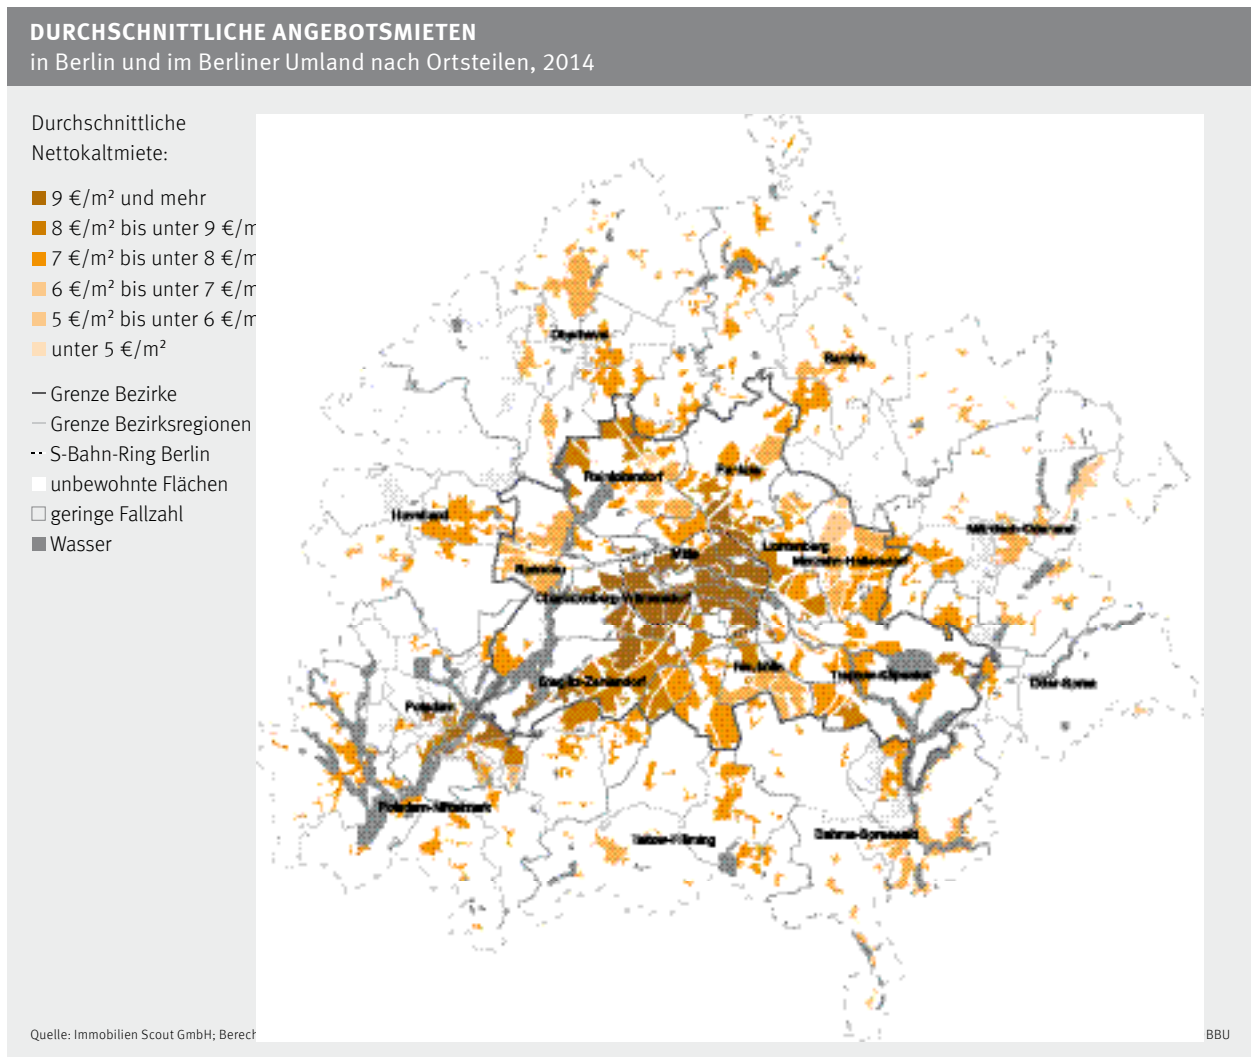 DURCHSCHNITTLICHE ANGEBOTSMIETEN
in Berlin und im Berliner Umland nach Ortsteilen, 2014
Durchschnittliche
Nettokaltmiete:
9 €/m² und mehr
8 €/m² bis unter 9 €/m
7 €/m² bis unter 8 €/m
6 €/m² bis unter 7 €/m
5 €/m² bis unter 6 €/m
unter 5 €/m²
Grenze Bezirke
Grenze Bezirksregionen
S-Bahn-Ring Berlin
unbewohnte Flächen
geringe Fallzahl
Wasser
Oberhavel
Barnim
Reinickendorf
Pankow
Havelland
Märkisch-Oderland
Mitte
Lichtenberg
Marzahn-Hellersdorf
Spandau
Charlottenburg-Wilmersdorf
Neukölln
Steglitz-Zehlendorf
Treptow-Köpenick
Oder-Spree
Potsdam
Potsdam-Mittelmark
Teltow-Fläming
Dahme-Spreewald
Quelle: Immobilien Scout GmbH; Berech
BBU